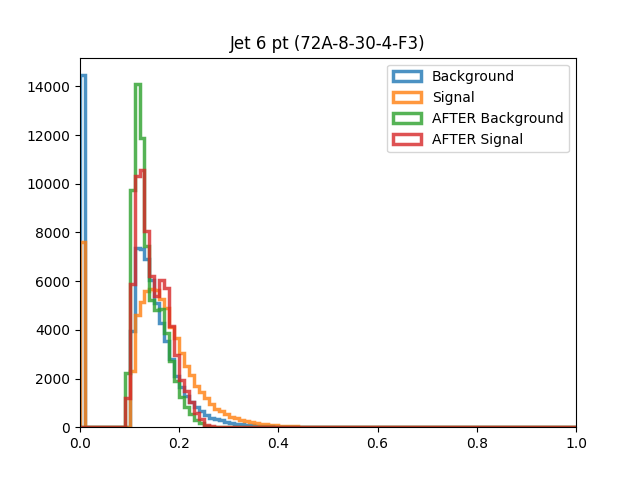 Jet 6 pt (72A-8-30-4-F3)
Background
Signal
AFTER Background
AFTER Signal
14000
12000
10000
8000
6000
4000
2000
0
0.0 0.2 0.4 0.6 0.8 1.0